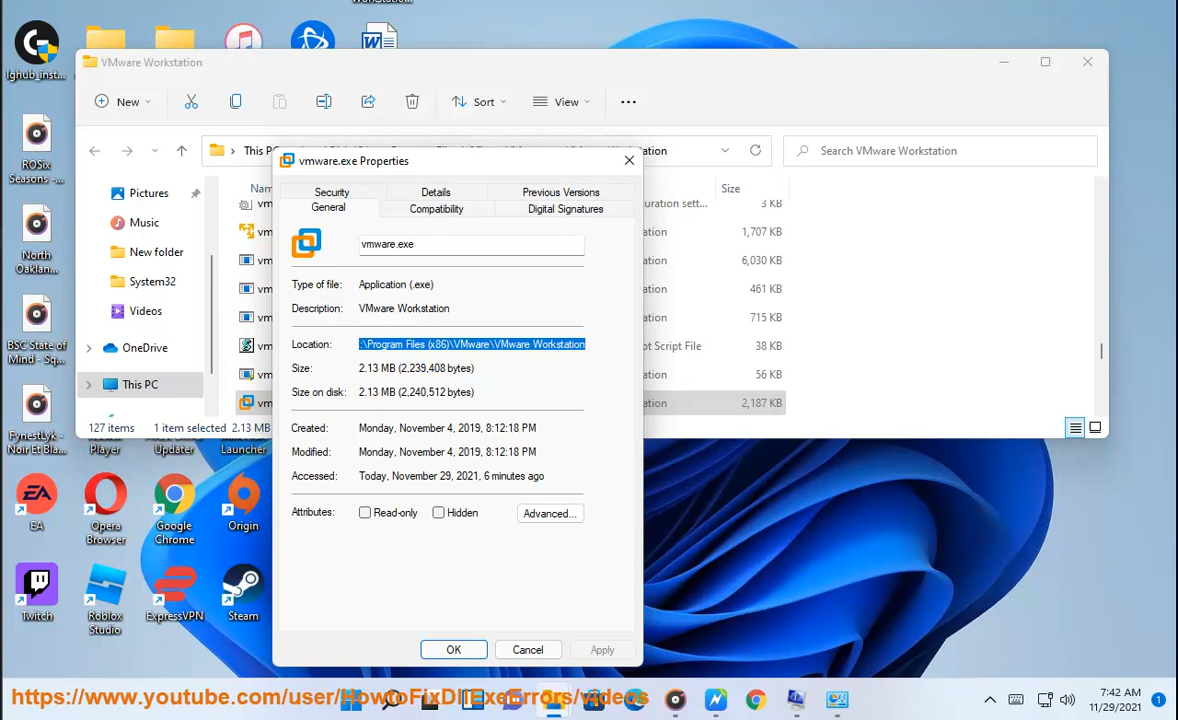 lghub_inst...
VMware Workstation
New
Sort
View
This P
ation
Search VMware Workstation
Pictures
Music
New folder
System32
Videos
OneDrive
This PC
Size
uration sett...
3 KB
ation
1,707 KB
ation
6,030 KB
ation
461 KB
ation
715 KB
ot Script File
38 KB
ation
56 KB
ation
2,187 KB
127 items
1 item selected
2.13 MB
vmware.exe Properties
Security
Details
Previous Versions
General
Compatibility
Digital Signatures
vmware.exe
Type of file:
Application (.exe)
Description:
VMware Workstation
Location:
:\Program Files (x86)\VMware\VMware Workstation
Size:
2.13 MB (2,239,408 bytes)
Size on disk:
2.13 MB (2,240,512 bytes)
Created:
Monday, November 4, 2019, 8:12:18 PM
Modified:
Monday, November 4, 2019, 8:12:18 PM
Accessed:
Today, November 29, 2021, 6 minutes ago
Attributes:
Read-only
Hidden
Advanced...
OK
Cancel
Apply
ROSix
Seasons -...
North
Oaklan...
BSC State of
Mind - Sq...
FynestLyk -
Noir Et Bla...
Player
Updater
Launcher
EA
Opera
Browser
Google
Chrome
Origin
Twitch
Roblox
Studio
ExpressVPN
Steam
https://www.youtube.com/user/HowtoFixDllExeErrors/videos
7:42 AM
11/29/2021
1